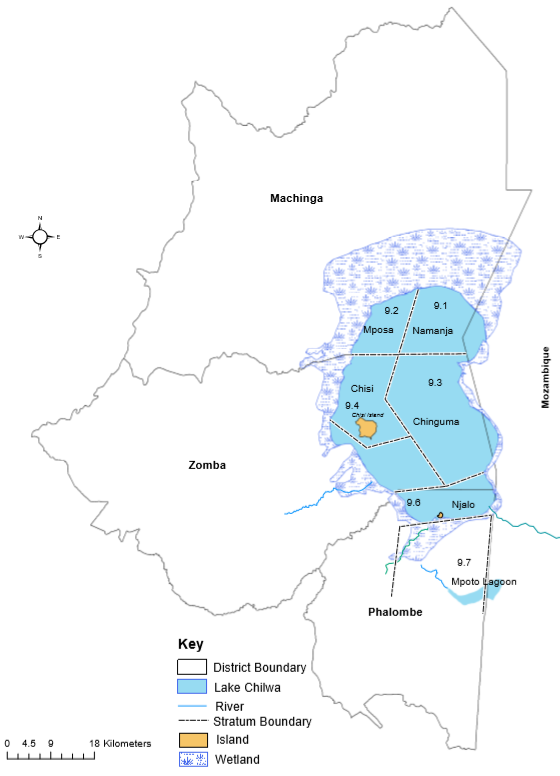 Machinga
N
W E
S
9.2
9.1
Mposa
Namanja
Mozambique
9.3
Chisi
9.4
Chisi Island
Chinguma
Zomba
9.6
Njalo
9.7
Mpoto Lagoon
Phalombe
Key
District Boundary
Lake Chilwa
River
Stratum Boundary
Island
Wetland
0 4.5 9 18 Kilometers